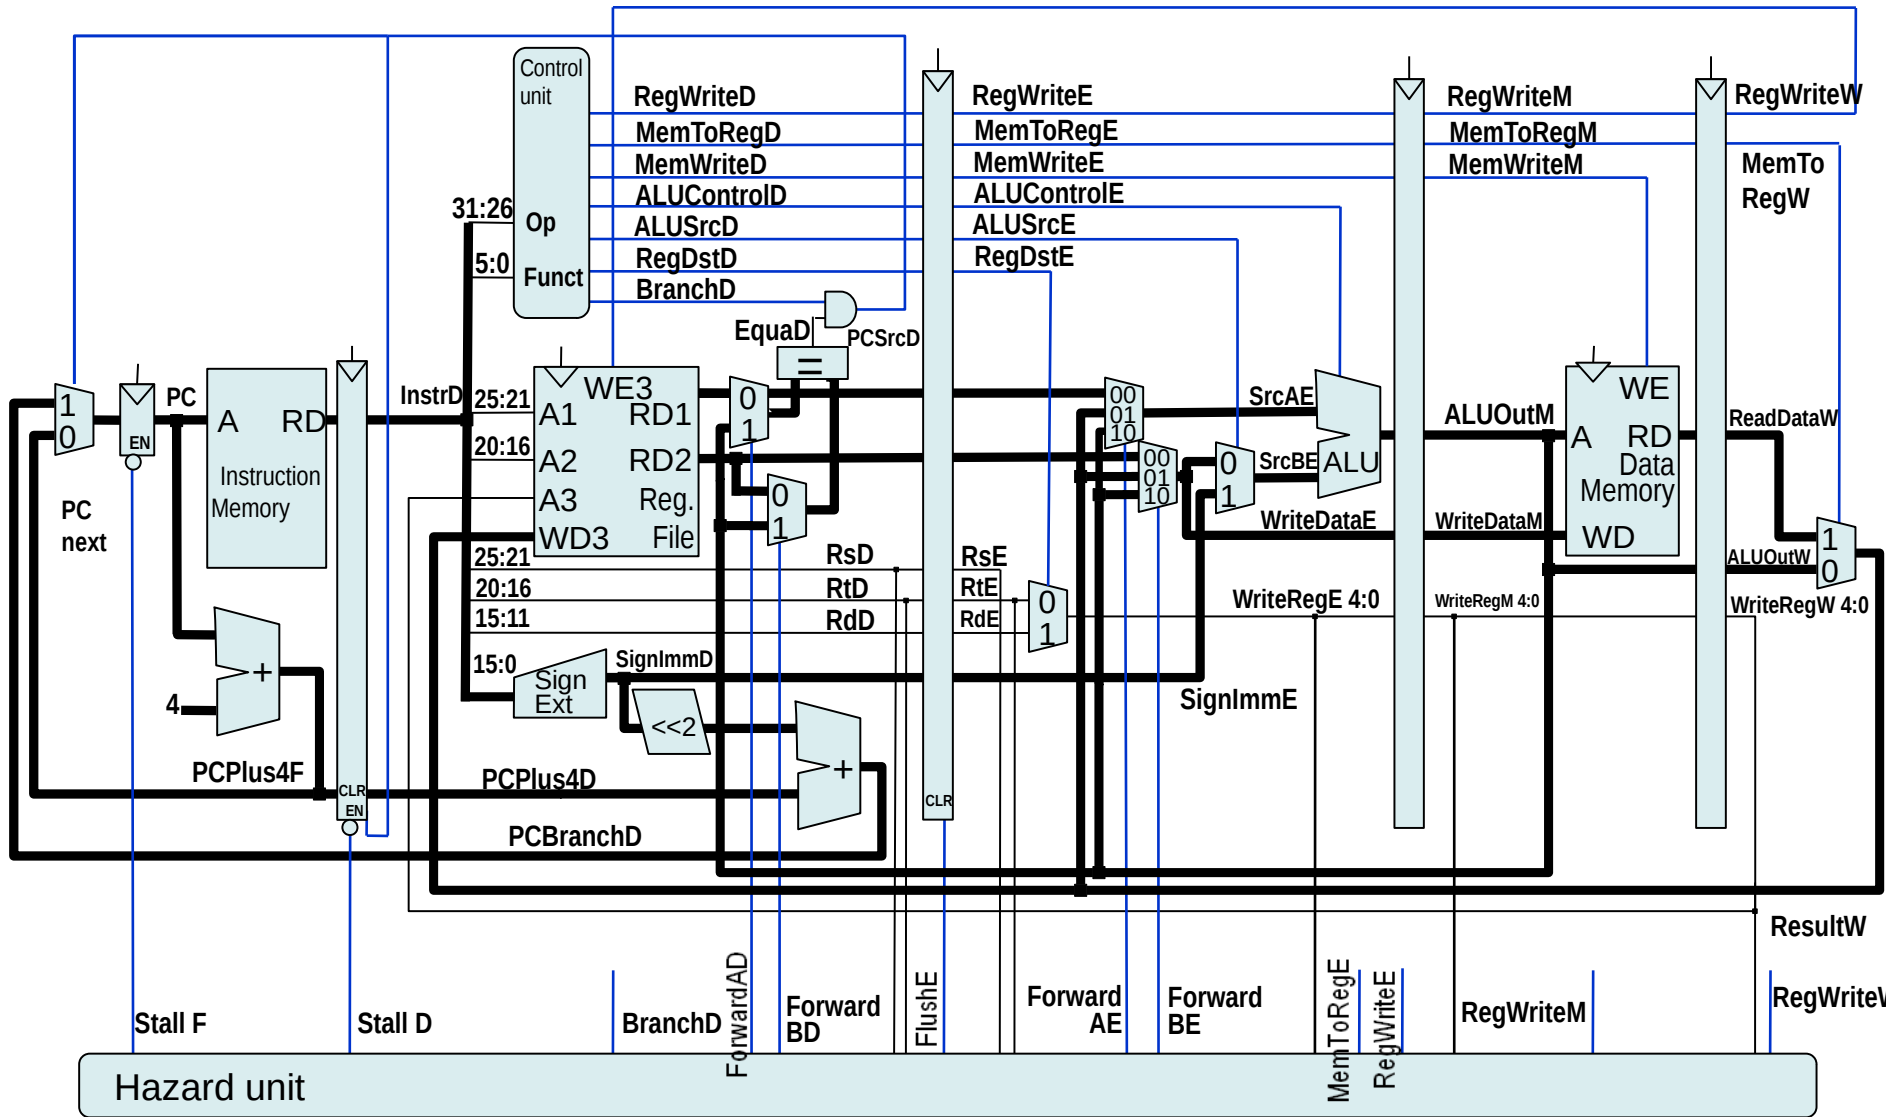 Control
unit
Op
Funct
31:26
5:0
RegWriteD
MemToRegD
MemWriteD
ALUControlD
ALUSrcD
RegDstD
BranchD
RegWriteE
MemToRegE
MemWriteE
ALUControlE
ALUSrcE
RegDstE
RegWriteM
MemToRegM
MemWriteM
RegWriteW
MemTo
RegW
EquaD
=
PCSrcD
1
0
PC
next
EN
PC
A RD
Instruction
Memory
+
4
PCPlus4F
CLR
EN
InstrD
25:21
20:16
WE3
A1 RD1
A2 RD2
A3 Reg.
WD3 File
0
1
0
1
25:21
20:16
15:11
15:0
RsD
RtD
RdD
Sign
Ext
SignImmD
<<2
+
PCPlus4D
PCBranchD
CLR
RsE
RtE
RdE
0
1
00
01
10
00
01
10
0
1
SrcAE
SrcBE
ALU
WriteDataE
WriteRegE 4:0
SignImmE
ALUOutM
WriteDataM
WriteRegM 4:0
WE
A RD
Data
Memory
WD
ReadDataW
ALUOutW
1
0
WriteRegW 4:0
ResultW
Stall F
Stall D
BranchD
ForwardAD
Forward
BD
FlushE
Forward
AE
Forward
BE
MemToRegE
RegWriteE
RegWriteM
RegWriteW
Hazard unit